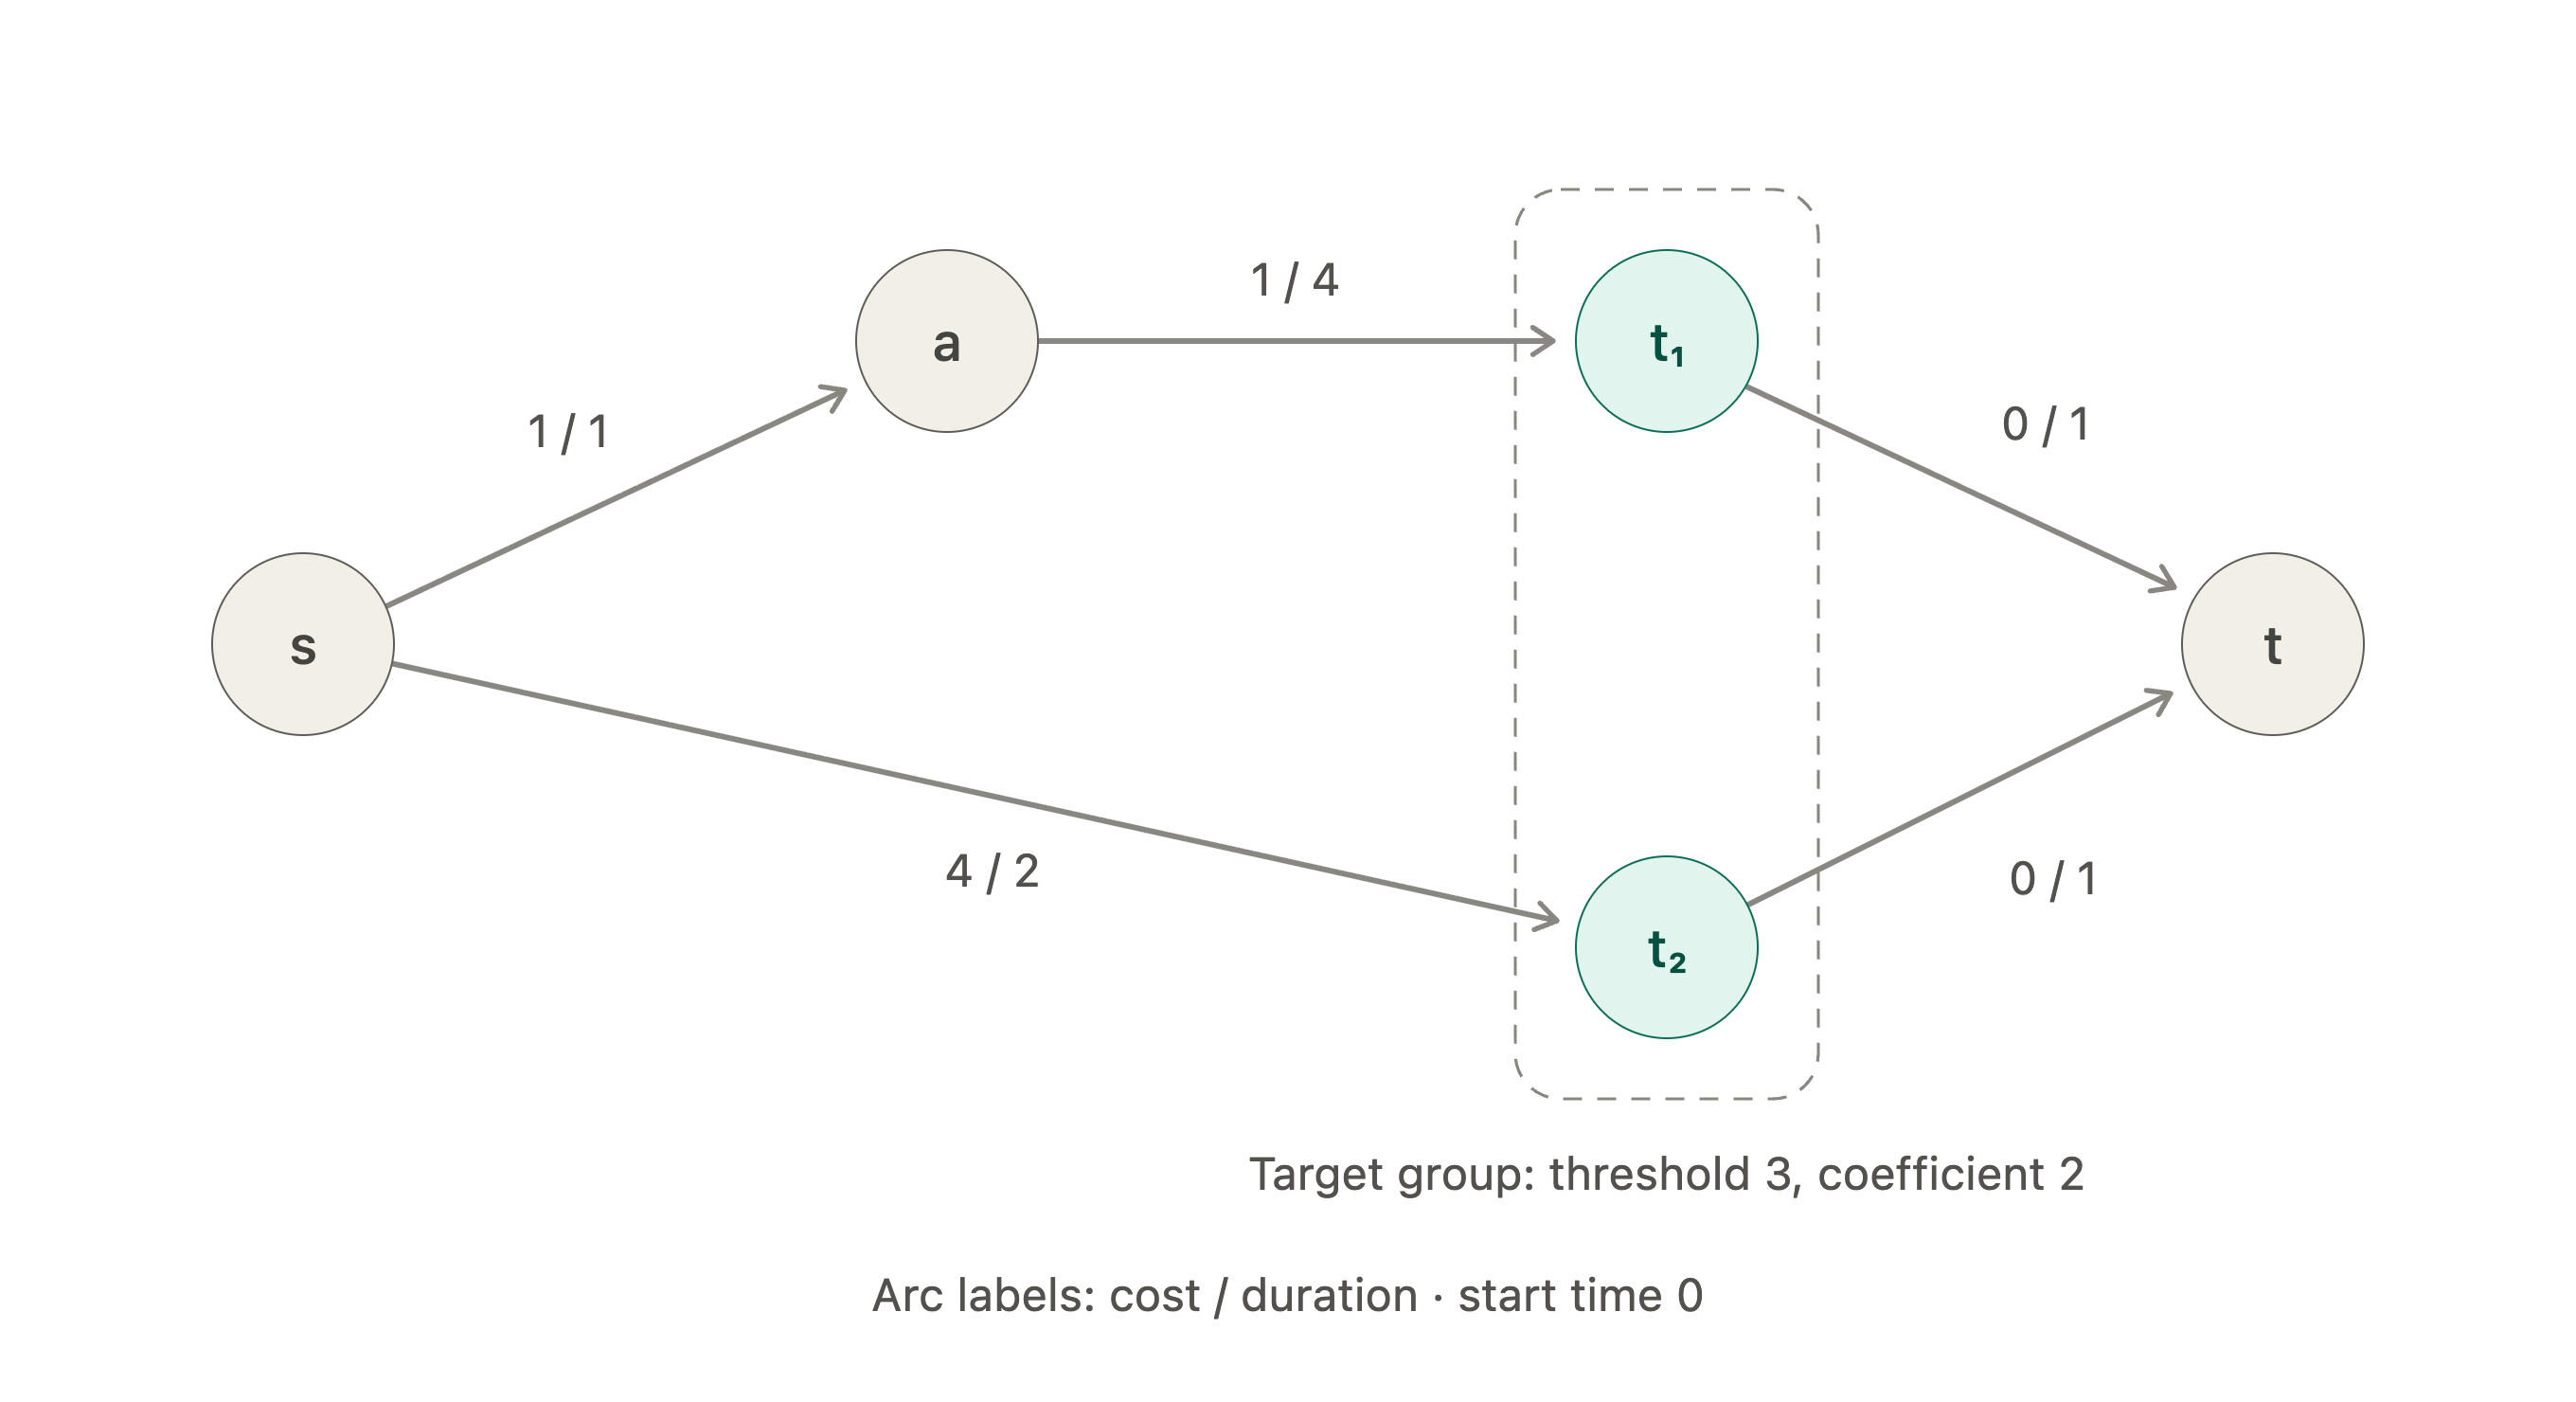 a
1 / 4
t₁
1 / 1
0 / 1
s
t
4 / 2
t₂
0 / 1
Target group: threshold 3, coefficient 2
Arc labels: cost / duration · start time 0